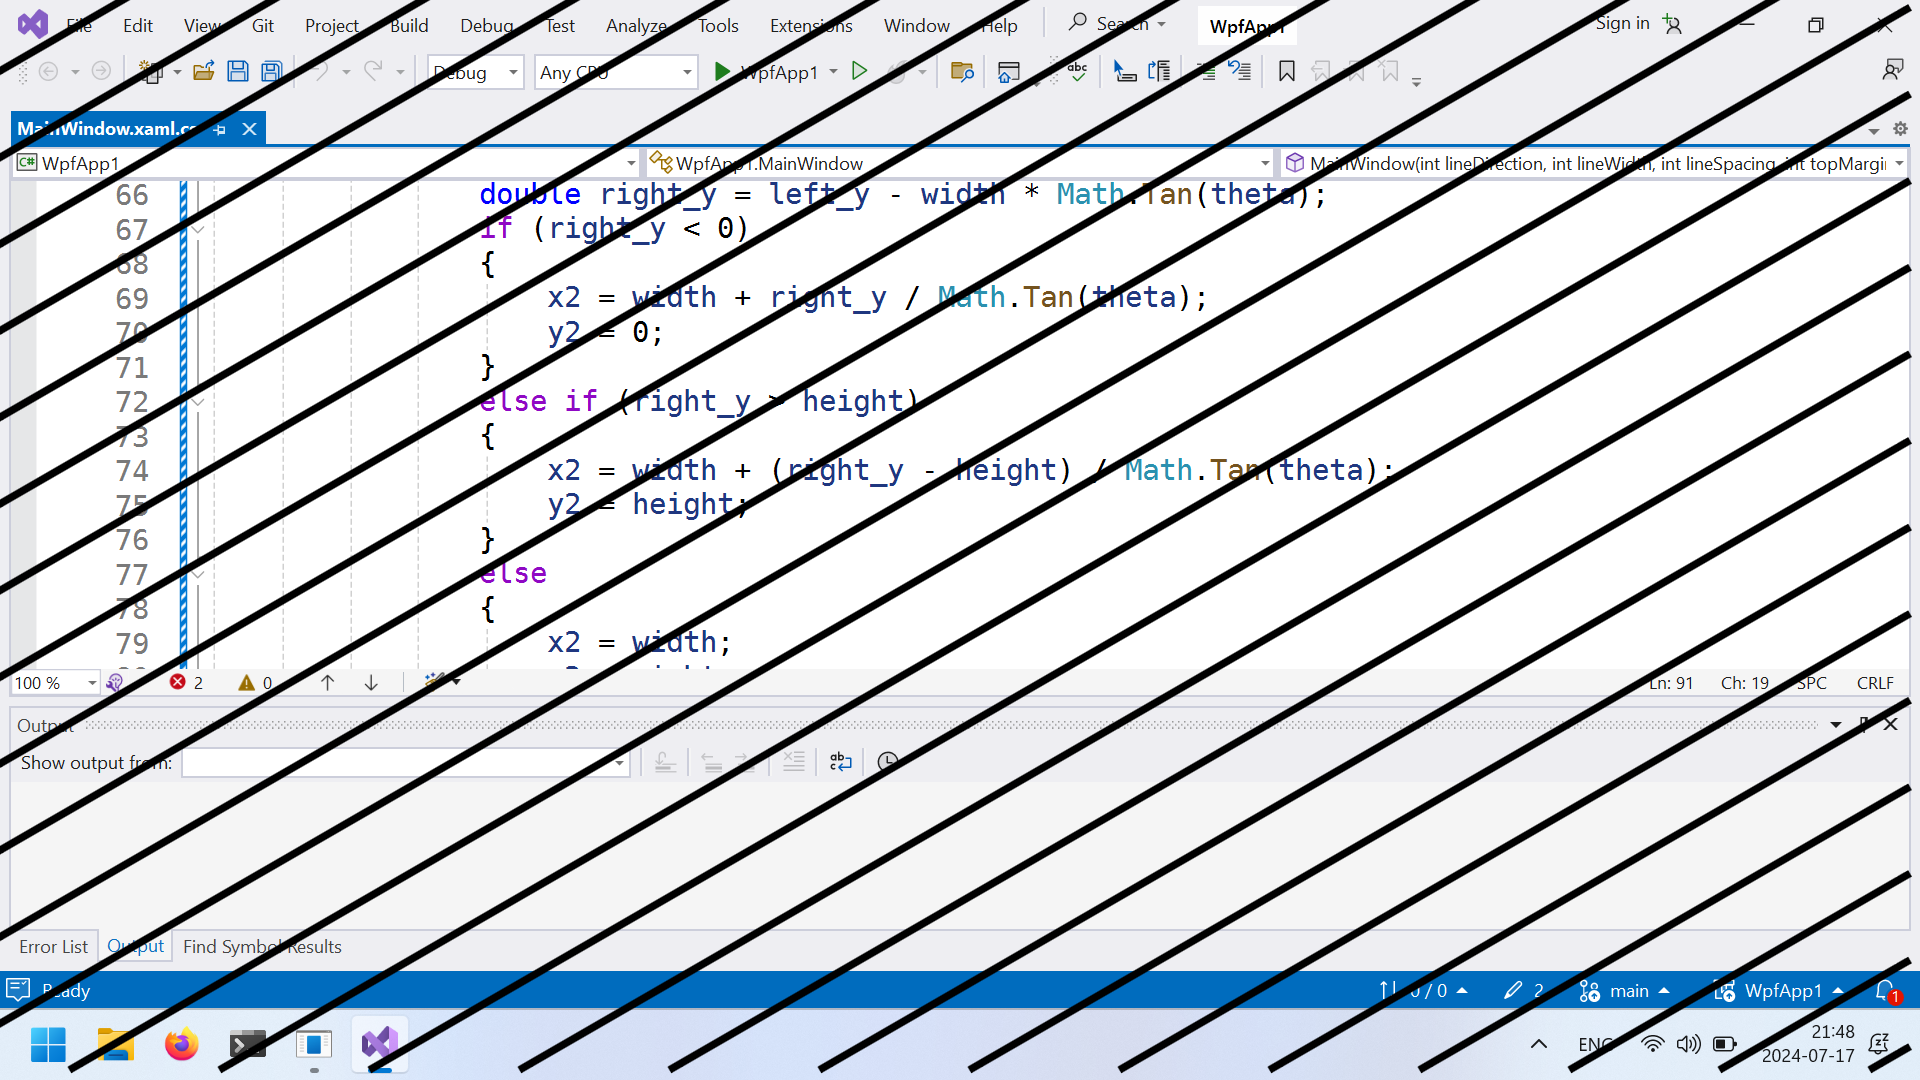 File Edit View Git Project Build Debug Test Analyze Tools Extensions Window Help Search WpfApp1 Sign in
Debug Any CPU WpfApp1
MainWindow.xaml.cs
WpfApp1 WpfApp1.MainWindow MainWindow(int lineDirection, int lineWidth, int lineSpacing, int topMargi
66 double right_y = left_y - width * Math.Tan(theta);
67 if (right_y < 0)
68 {
69 x2 = width + right_y / Math.Tan(theta);
70 y2 = 0;
71 }
72 else if (right_y > height)
73 {
74 x2 = width + (right_y - height) / Math.Tan(theta);
75 y2 = height;
76 }
77 else
78 {
79 x2 = width;
100 % 2 0 Ln: 91 Ch: 19 SPC CRLF
Output
Show output from:
Error List Output Find Symbol Results
Ready 0 / 0 2 main WpfApp1 1
ENG 21:48
2024-07-17